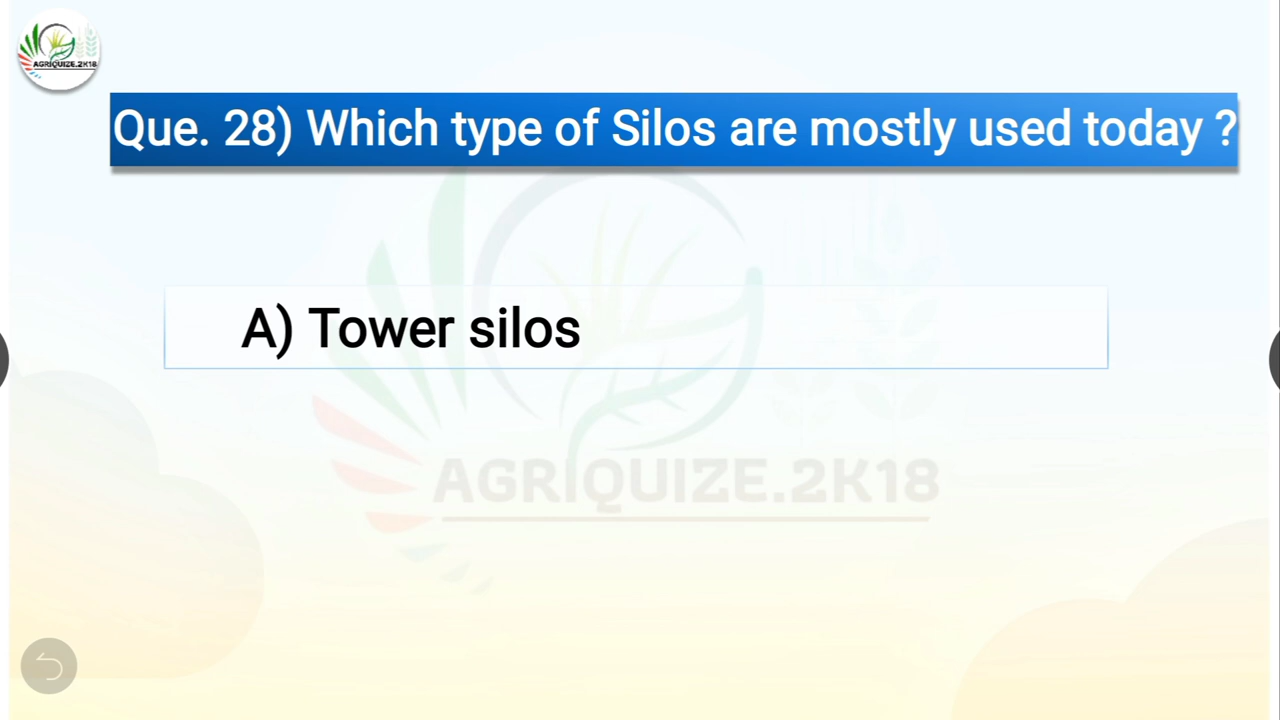 AGRIQUIZE.2K18
Que. 28) Which type of Silos are mostly used today ?
A) Tower silos
AGRIQUIZE.2K18